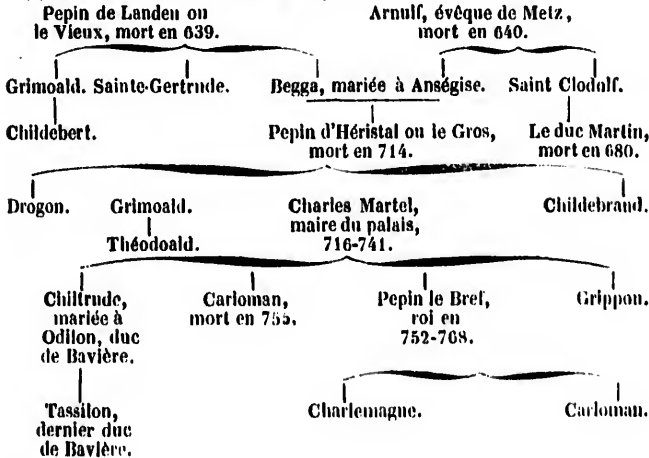 Pepin de Landen ou
le Vieux, mort en 639.
Arnulf, évêque de Metz,
mort en 640.
Grimoald. Sainte-Gertrude. Begga, mariée à Anségise. Saint Clodulf.
Childebert. Pepin d'Héristal ou le Gros,
mort en 714.
Le duc Martin,
mort en 680.
Drogon. Grimoald. Charles Martel,
maire du palais,
716-741.
Childebrand.
Théodoald.
Chiltrude,
mariée à
Odilon, duc
de Bavière.
Carloman,
mort en 755.
Pepin le Bref,
roi en
752-768.
Grippon.
Tassilon,
dernier duc
de Bavière.
Charlemagne. Carloman.